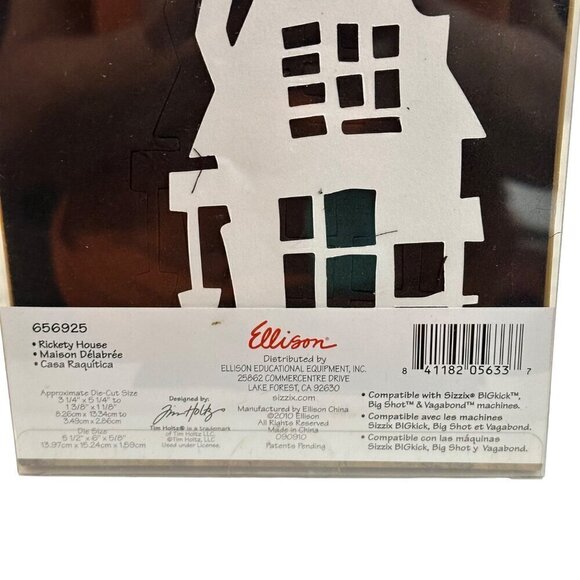 656925
• Rickety House
• Maison Délabrée
• Casa Raquítica
Approximate Die-Cut Size
3 1/4" x 5 1/4" to
1 3/8" x 1 1/8"
8.26cm x 13.34cm to
3.49cm x 2.86cm
Die Size
5 1/2" x 6" x 5/8"
13.97cm x 15.24cm x 1.59cm
Designed by:
Tim Holtz
Tim Holtz® is a trademark
of Tim Holtz, LLC.
©Tim Holtz, LLC
Used under License.
Ellison®
Distributed by
ELLISON EDUCATIONAL EQUIPMENT, INC.
25862 COMMERCENTRE DRIVE
LAKE FOREST, CA 92630
sizzix.com
Manufactured by Ellison China
©2010 Ellison
All Rights Reserved
Made in China
090910
Patents Pending
8 41182 05633 7
• Compatible with Sizzix® BIGkick™,
Big Shot™ & Vagabond™ machines.
• Compatible avec les machines
Sizzix BIGkick, Big Shot et Vagabond.
• Compatible con las máquinas
Sizzix BIGkick, Big Shot y Vagabond.